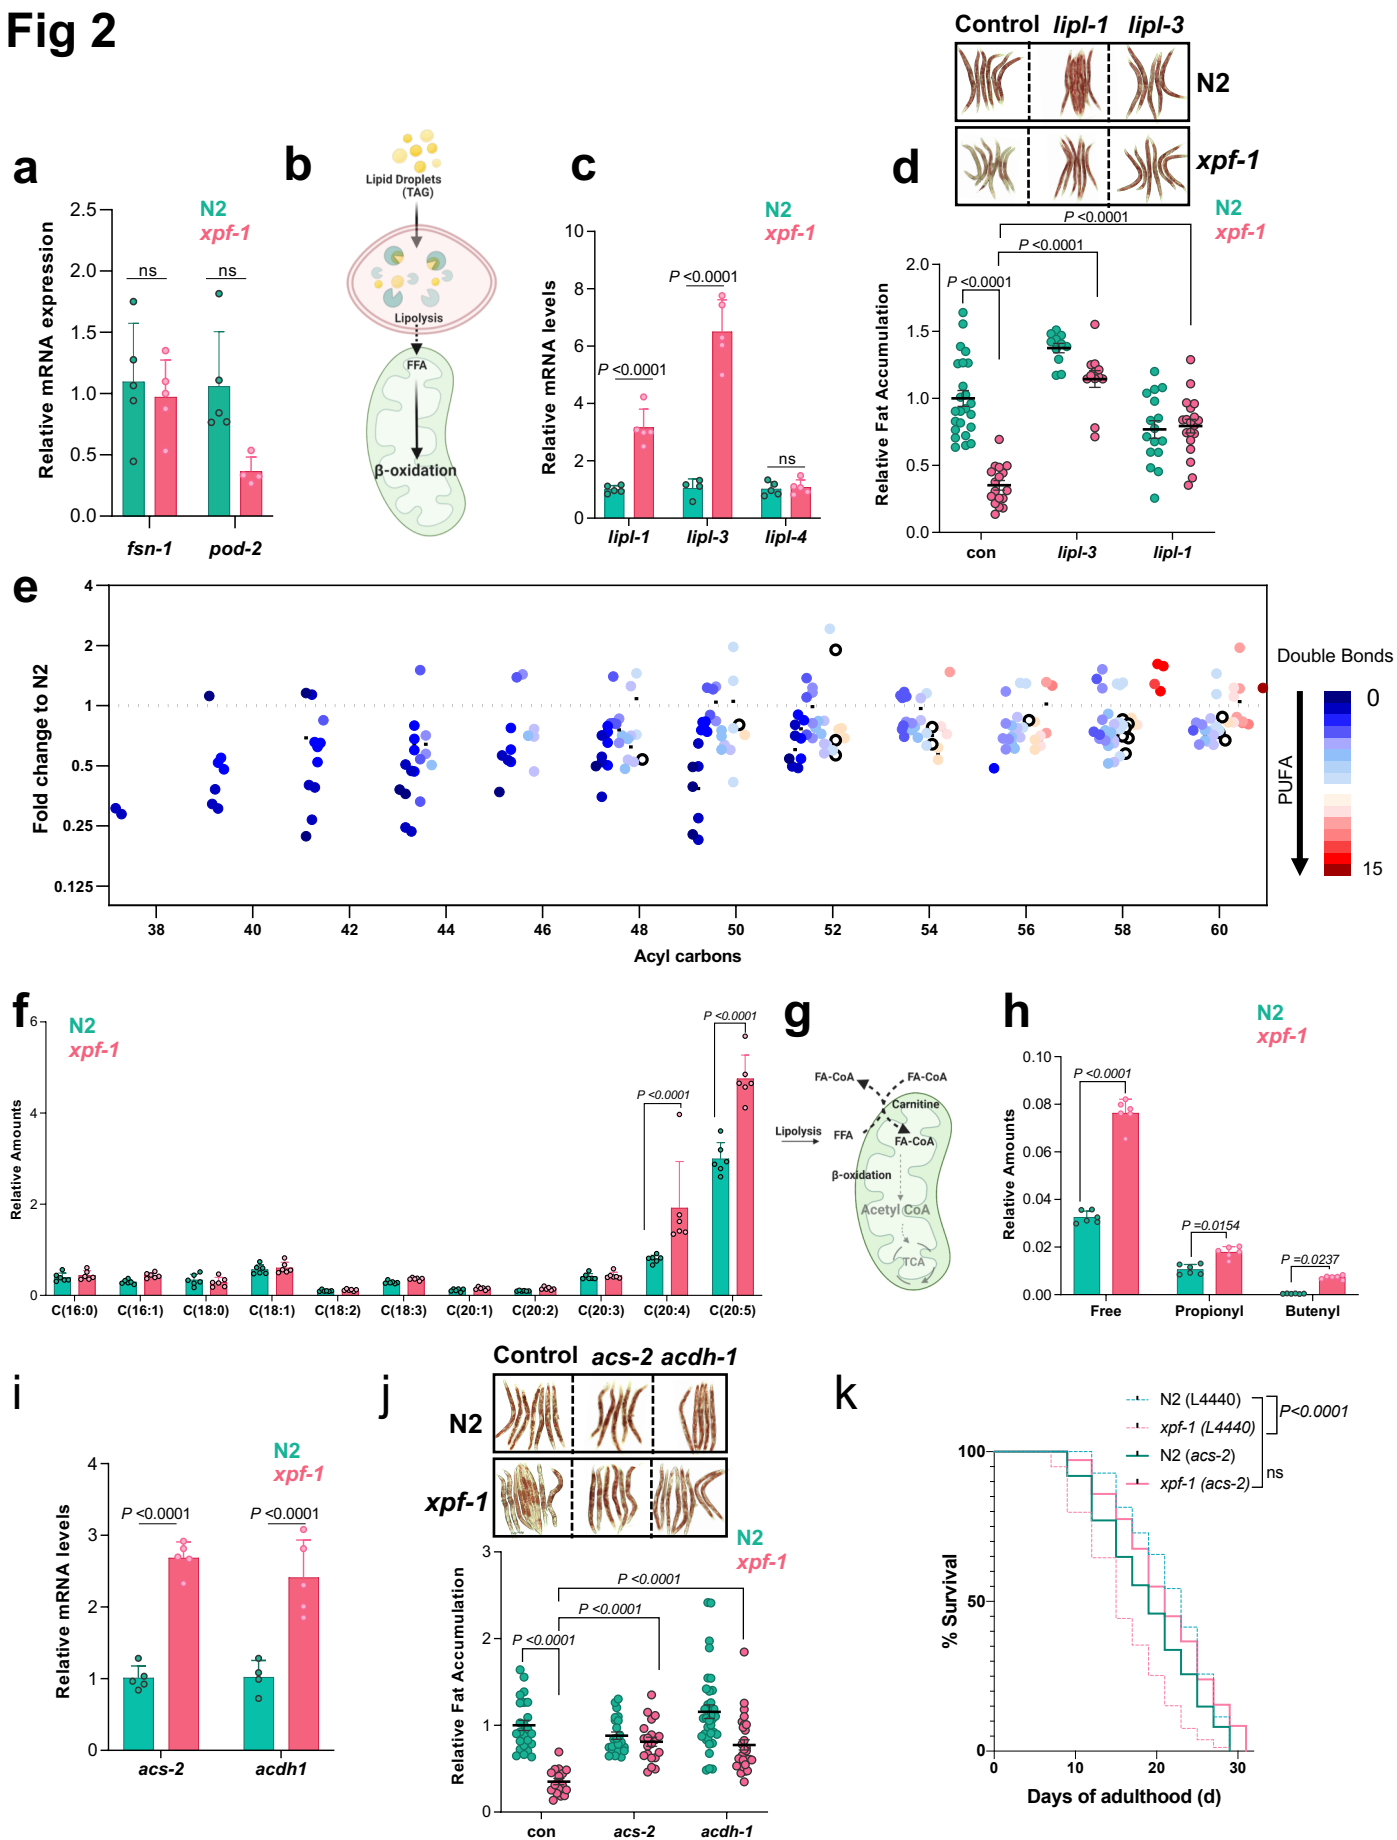 Fig 2
a
N2
xpf-1
Relative mRNA expression
2.5
2.0
1.5
1.0
0.5
0.0
ns
ns
fsn-1
pod-2
b
Lipid Droplets
(TAG)
Lipolysis
FFA
β-oxidation
c
N2
xpf-1
Relative mRNA levels
10
8
6
4
2
0
P <0.0001
P <0.0001
ns
lipl-1
lipl-3
lipl-4
d
Control lipl-1 lipl-3
N2
xpf-1
N2
xpf-1
P <0.0001
P <0.0001
P <0.0001
Relative Fat Accumulation
2.0
1.5
1.0
0.5
0.0
con
lipl-3
lipl-1
e
Fold change to N2
4
2
1
0.5
0.25
0.125
38
40
42
44
46
48
50
52
54
56
58
60
Acyl carbons
Double Bonds
0
15
PUFA
f
N2
xpf-1
Relative Amounts
6
4
2
0
P <0.0001
P <0.0001
C(16:0)
C(16:1)
C(18:0)
C(18:1)
C(18:2)
C(18:3)
C(20:1)
C(20:2)
C(20:3)
C(20:4)
C(20:5)
g
FA-CoA
FA-CoA
Carnitine
Lipolysis
FFA
FA-CoA
β-oxidation
Acetyl CoA
TCA
h
N2
xpf-1
Relative Amounts
0.10
0.08
0.06
0.04
0.02
0.00
P <0.0001
P =0.0154
P =0.0237
Free
Propionyl
Butenyl
i
N2
xpf-1
Relative mRNA levels
4
3
2
1
0
P <0.0001
P <0.0001
acs-2
acdh1
j
Control acs-2 acdh-1
N2
xpf-1
N2
xpf-1
Relative Fat Accumulation
3
2
1
0
P <0.0001
P <0.0001
P <0.0001
con
acs-2
acdh-1
k
N2 (L4440)
xpf-1 (L4440)
N2 (acs-2)
xpf-1 (acs-2)
P<0.0001
ns
% Survival
100
50
0
0
10
20
30
Days of adulthood (d)